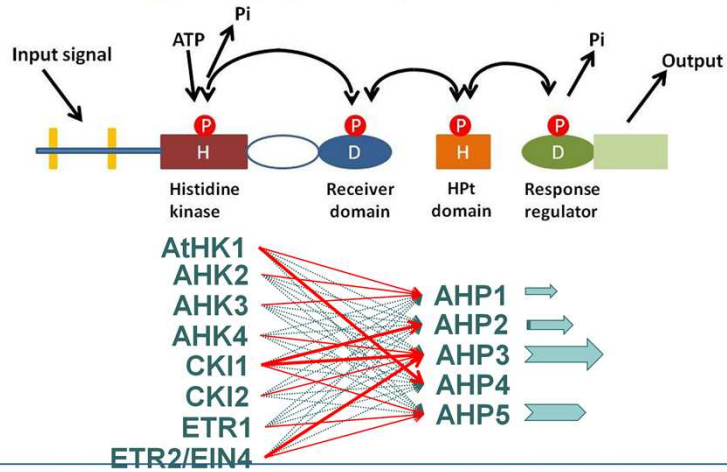 Pi
ATP
Input signal
Pi
Output
P
P
P
P
H
D
H
D
Histidine
kinase
Receiver
domain
HPt
domain
Response
regulator
AtHK1
AHK2
AHK3
AHK4
CKI1
CKI2
ETR1
ETR2/EIN4
AHP1
AHP2
AHP3
AHP4
AHP5